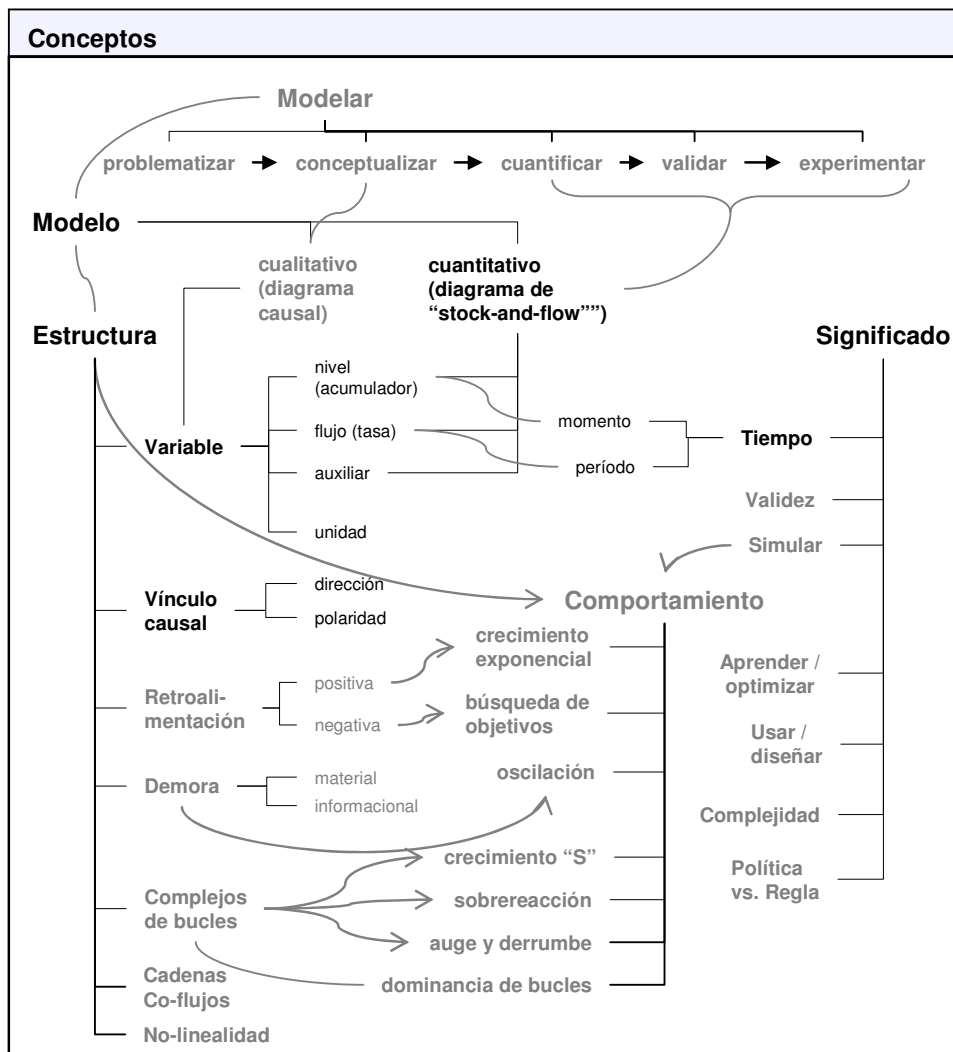 Conceptos
Modelar
problematizar
conceptualizar
cuantificar
validar
experimentar
Modelo
cualitativo
(diagrama
causal)
cuantitativo
(diagrama de
“stock-and-flow””)
Estructura
Significado
nivel
(acumulador)
momento
Variable
flujo (tasa)
Tiempo
auxiliar
período
Validez
unidad
Simular
dirección
Vínculo
causal
polaridad
Comportamiento
crecimiento
exponencial
Aprender /
optimizar
Retroali-
mentación
positiva
negativa
búsqueda de
objetivos
Usar /
diseñar
Demora
material
informacional
oscilación
Complejidad
crecimiento “S”
Política
vs. Regla
Complejos
de bucles
sobrereacción
auge y derrumbe
dominancia de bucles
Cadenas
Co-flujos
No-linealidad